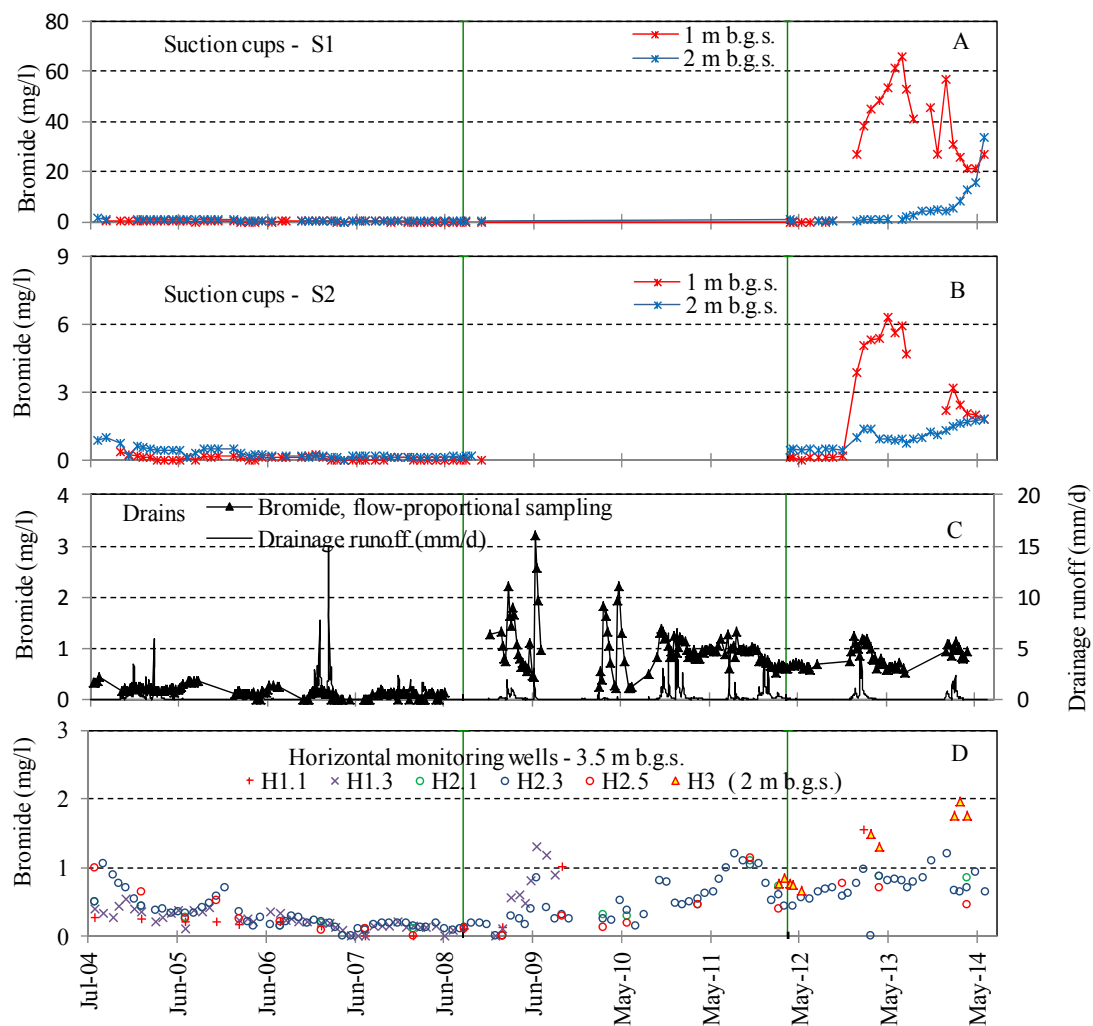 80
60
40
20
0
Bromide (mg/l)
Suction cups - S1
1 m b.g.s.
2 m b.g.s.
A
9
6
3
0
Bromide (mg/l)
Suction cups - S2
1 m b.g.s.
2 m b.g.s.
B
4
3
2
1
0
Bromide (mg/l)
Drains
Bromide, flow-proportional sampling
Drainage runoff (mm/d)
C
20
15
10
5
0
Drainage runoff (mm/d)
3
2
1
0
Bromide (mg/l)
Horizontal monitoring wells - 3.5 m b.g.s.
D
H1.1 H1.3 H2.1 H2.3 H2.5 H3 ( 2 m b.g.s.)
Jul-04
Jun-05
Jun-06
Jun-07
Jun-08
Jun-09
May-10
May-11
May-12
May-13
May-14